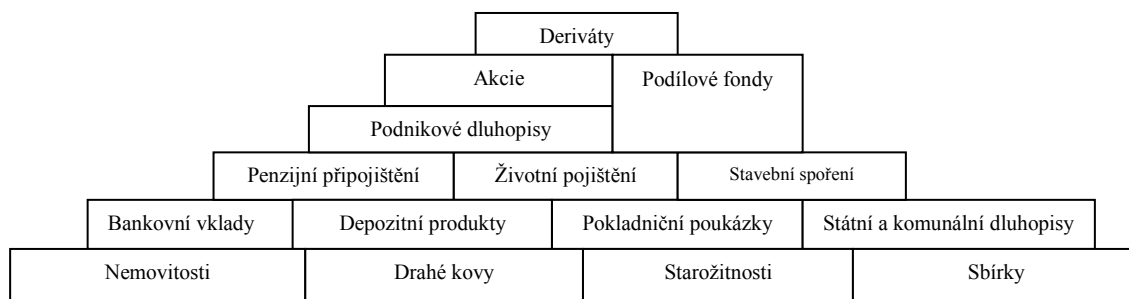 Deriváty
Akcie
Podílové fondy
Podnikové dluhopisy
Penzijní připojištění
Životní pojištění
Stavební spoření
Bankovní vklady
Depozitní produkty
Pokladniční poukázky
Státní a komunální dluhopisy
Nemovitosti
Drahé kovy
Starožitnosti
Sbírky